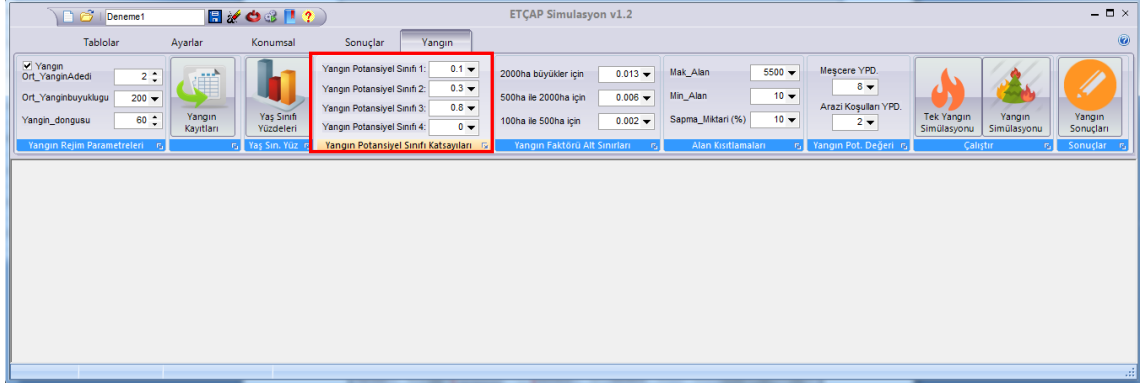 Deneme1
ETÇAP Simulasyon v1.2
Tablolar Ayarlar Konumsal Sonuçlar Yangın
Yangın
Ort_YanginAdedi 2
Ort_Yanginbuyuklugu 200
Yangin_dongusu 60
Yangın Rejim Parametreleri
Yangın
Kayıtları
Yaş Sınıfı
Yüzdeleri
Yaş Sın. Yüz
Yangın Potansiyel Sınıfı 1: 0.1
Yangın Potansiyel Sınıfı 2: 0.3
Yangın Potansiyel Sınıfı 3: 0.8
Yangın Potansiyel Sınıfı 4: 0
Yangın Potansiyel Sınıfı Katsayıları
2000ha büyükler için 0.013
500ha ile 2000ha için 0.006
100ha ile 500ha için 0.002
Yangın Faktörü Alt Sınırları
Mak_Alan 5500
Min_Alan 10
Sapma_Miktari (%) 10
Alan Kısıtlamaları
Meşcere YPD.
8
Arazi Koşulları YPD.
2
Yangın Pot. Değeri
Tek Yangın
Simülasyonu
Yangın
Simülasyonu
Çalıştır
Yangın
Sonuçları
Sonuçlar